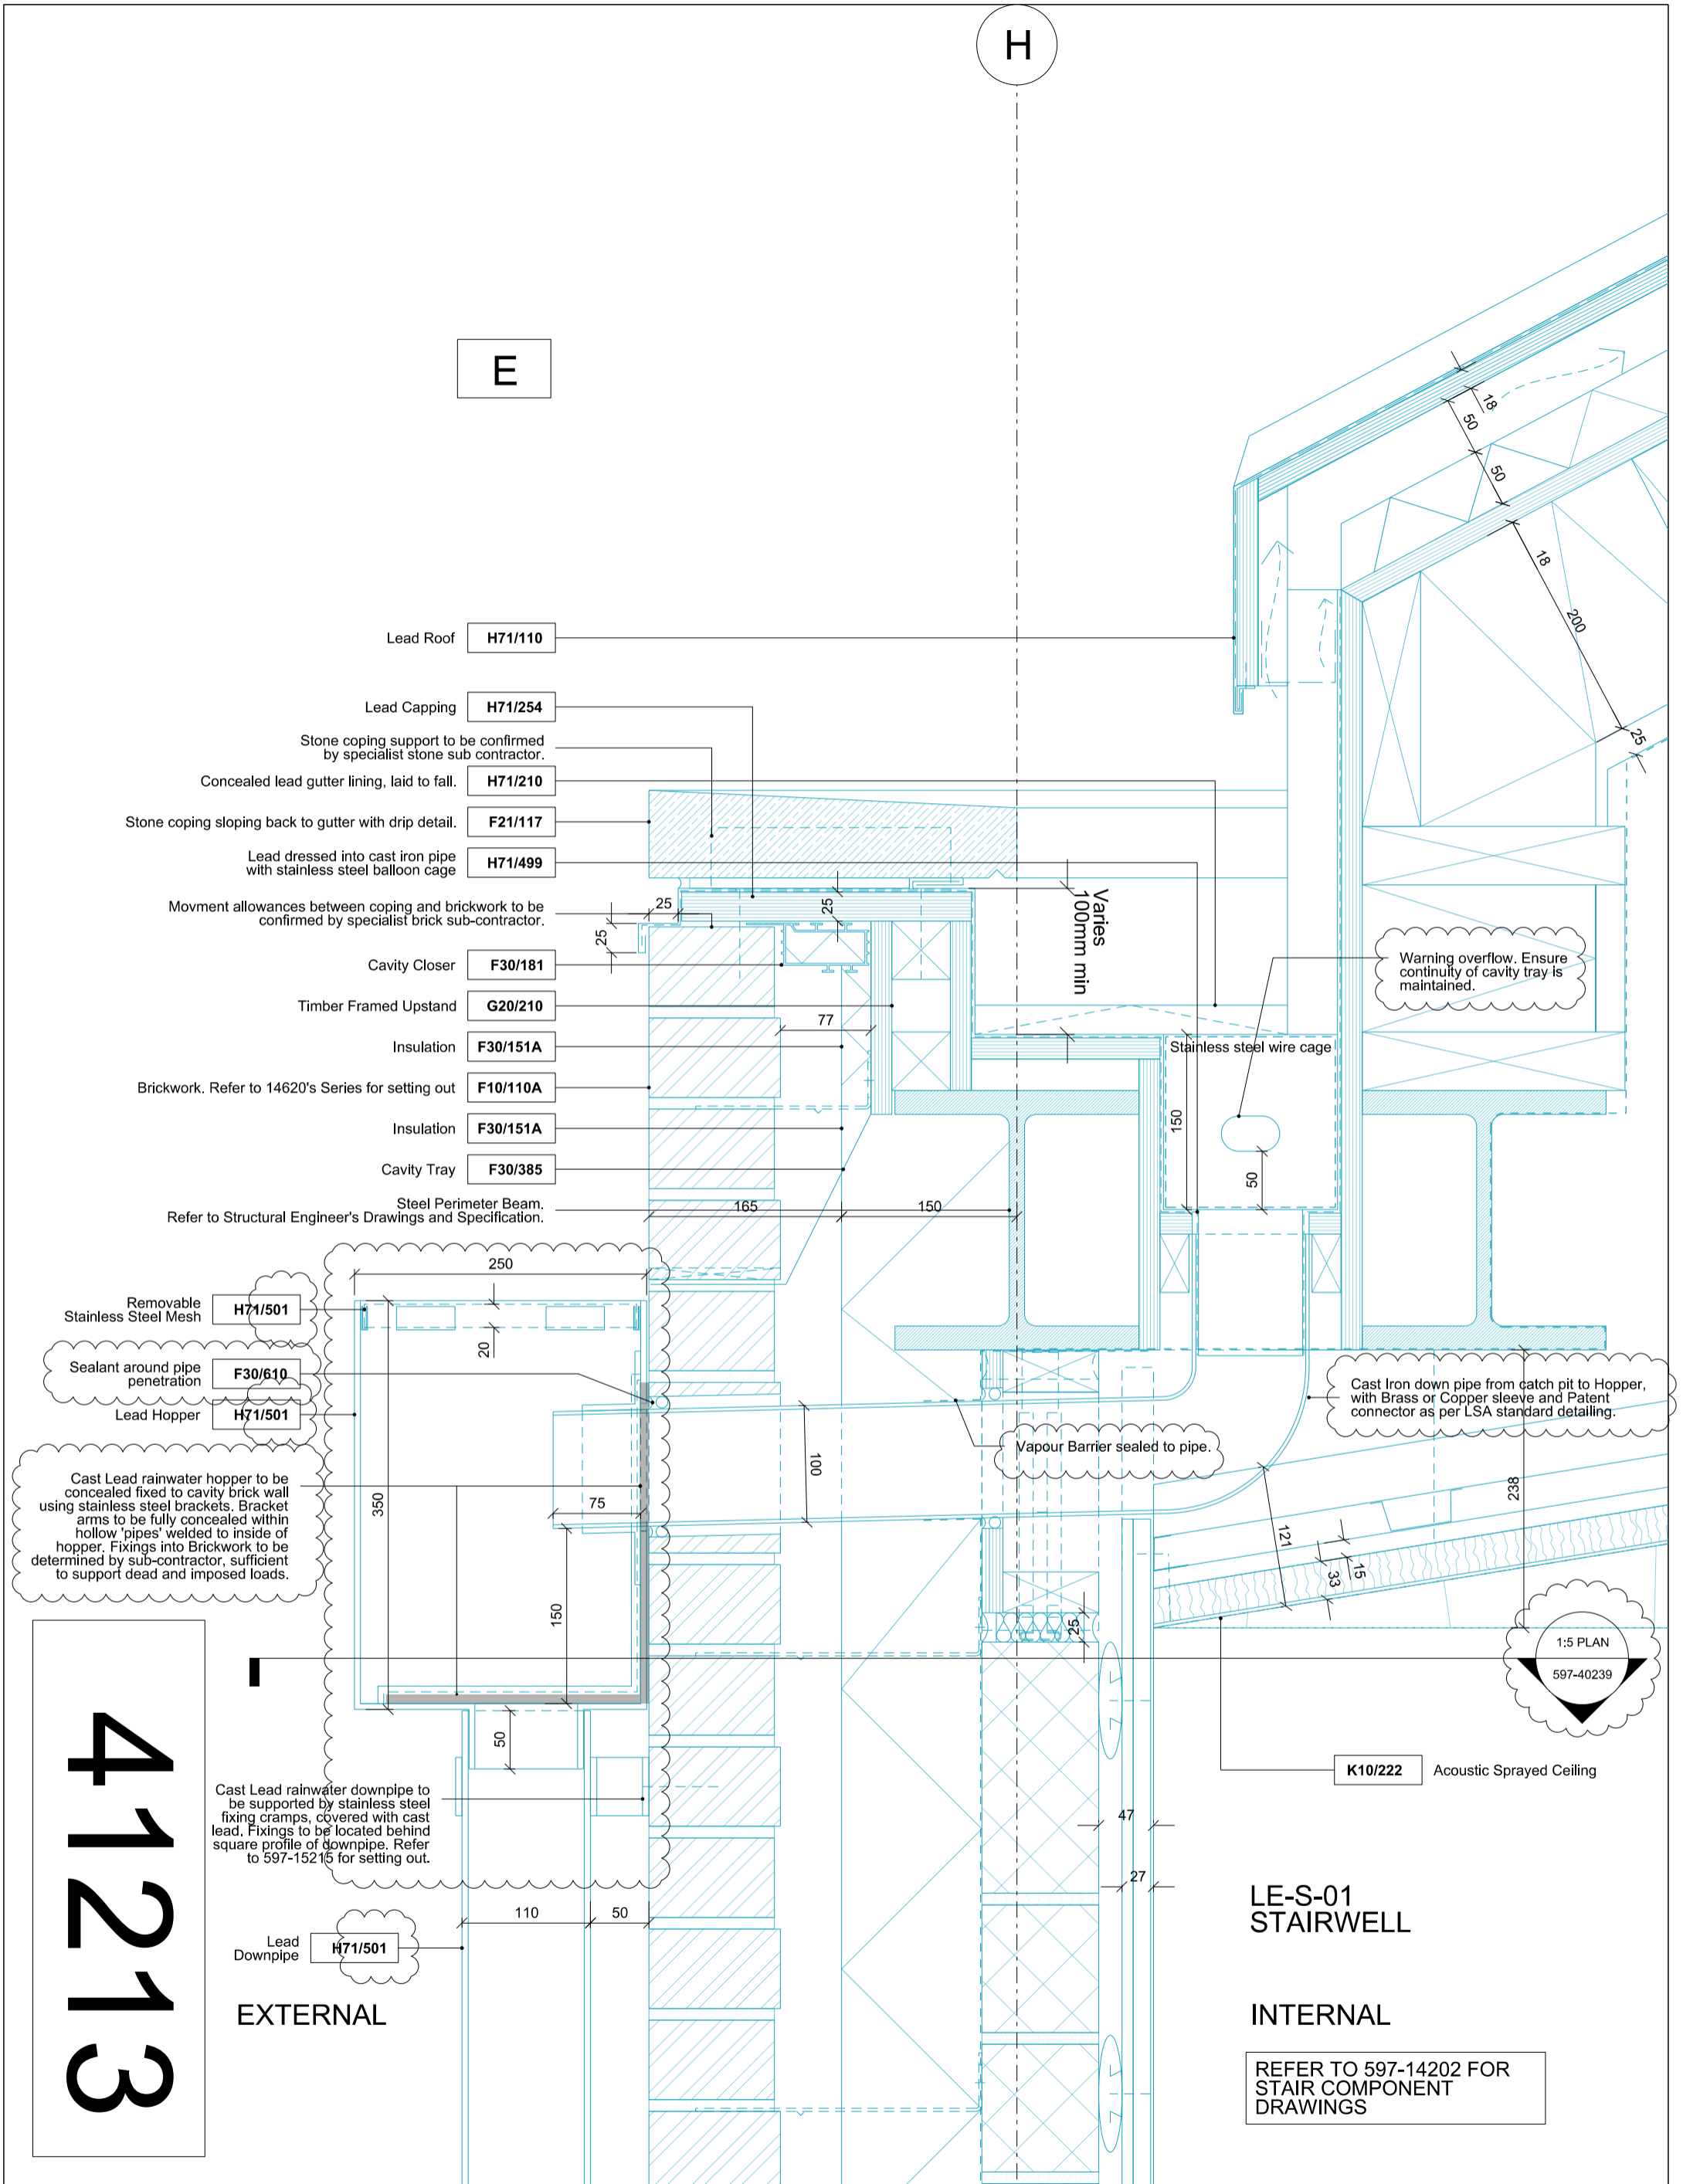 H
E
18
50
50
18
200
25
Lead Roof H71/110
Lead Capping H71/254
Stone coping support to be confirmed
by specialist stone sub contractor.
Concealed lead gutter lining, laid to fall. H71/210
Stone coping sloping back to gutter with drip detail. F21/117
Lead dressed into cast iron pipe
with stainless steel balloon cage
H71/499
Movment allowances between coping and brickwork to be
confirmed by specialist brick sub-contractor.
25
25
25
Varies
100mm min
Cavity Closer F30/181
Warning overflow. Ensure
continuity of cavity tray is
maintained.
Timber Framed Upstand G20/210
77
Insulation F30/151A
Stainless steel wire cage
Brickwork. Refer to 14620's Series for setting out F10/110A
150
Insulation F30/151A
Cavity Tray F30/385
50
Steel Perimeter Beam.
Refer to Structural Engineer's Drawings and Specification.
165
150
250
Removable
Stainless Steel Mesh
H71/501
20
Sealant around pipe
penetration
F30/610
Lead Hopper H71/501
Cast Iron down pipe from catch pit to Hopper,
with Brass or Copper sleeve and Patent
connector as per LSA standard detailing.
Vapour Barrier sealed to pipe.
Cast Lead rainwater hopper to be
concealed fixed to cavity brick wall
using stainless steel brackets. Bracket
arms to be fully concealed within
hollow 'pipes' welded to inside of
hopper. Fixings into Brickwork to be
determined by sub-contractor, sufficient
to support dead and imposed loads.
350
75
100
150
238
121
15
33
25
1:5 PLAN
597-40239
50
K10/222 Acoustic Sprayed Ceiling
Cast Lead rainwater downpipe to
be supported by stainless steel
fixing cramps, covered with cast
lead. Fixings to be located behind
square profile of downpipe. Refer
to 597-15215 for setting out.
47
27
110
50
Lead
Downpipe
H71/501
LE-S-01
STAIRWELL
41213
EXTERNAL
INTERNAL
REFER TO 597-14202 FOR
STAIR COMPONENT
DRAWINGS